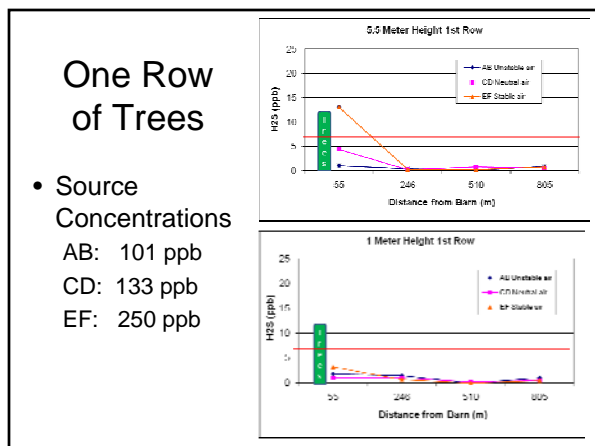 One Row
of Trees
• Source
Concentrations
AB: 101 ppb
CD: 133 ppb
EF: 250 ppb
5.5 Meter Height 1st Row
25
20
15
10
5
0
H2S (ppb)
AB Unstable air
CD Neutral air
EF Stable air
55 246 510 805
Distance from Barn (m)
1 Meter Height 1st Row
25
20
15
10
5
0
H2S (ppb)
AB Unstable air
CD Neutral air
EF Stable air
55 246 510 805
Distance from Barn (m)